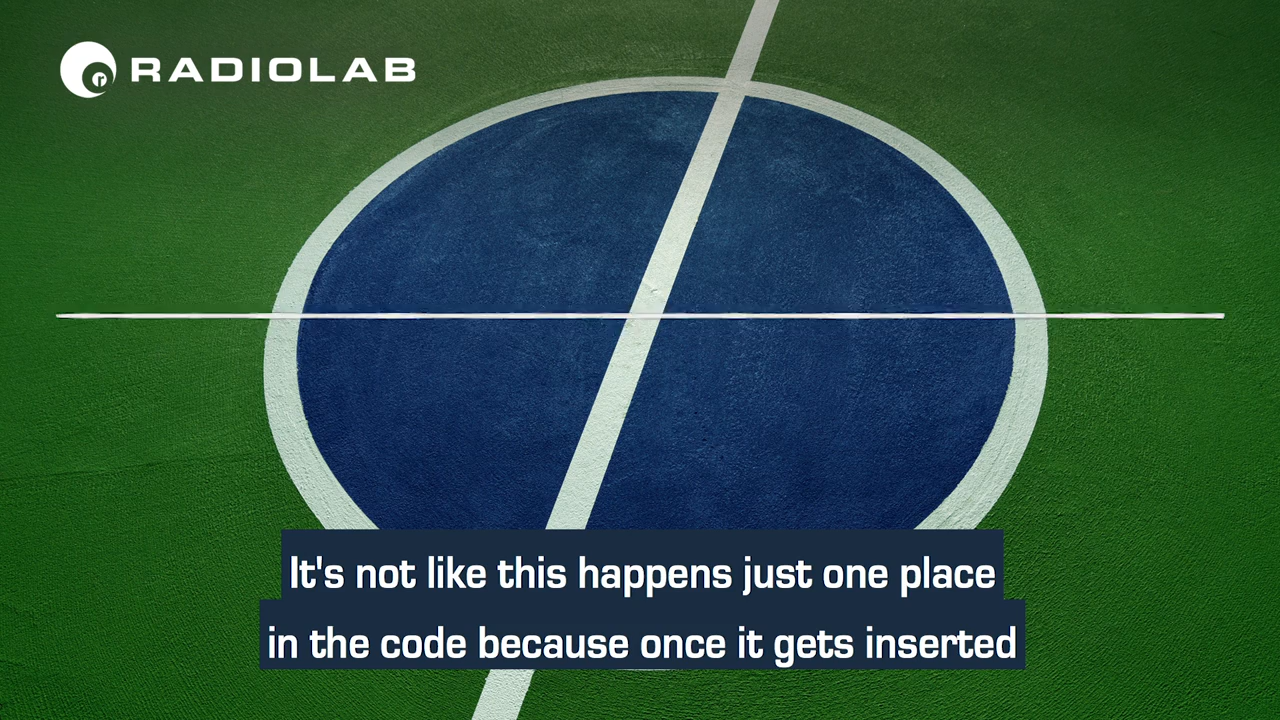 RADIOLAB
It's not like this happens just one place
in the code because once it gets inserted